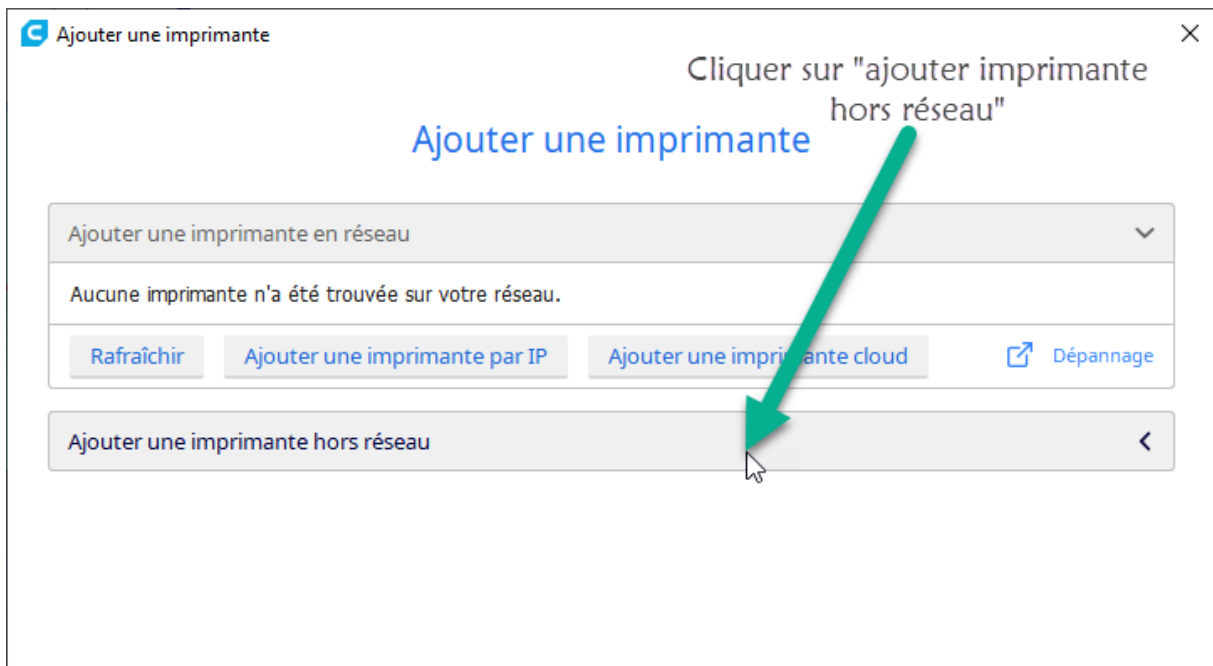 Ajouter une imprimante
Cliquer sur "ajouter imprimante
hors réseau"
Ajouter une imprimante
Ajouter une imprimante en réseau
Aucune imprimante n'a été trouvée sur votre réseau.
Rafraîchir Ajouter une imprimante par IP Ajouter une imprimante cloud Dépannage
Ajouter une imprimante hors réseau